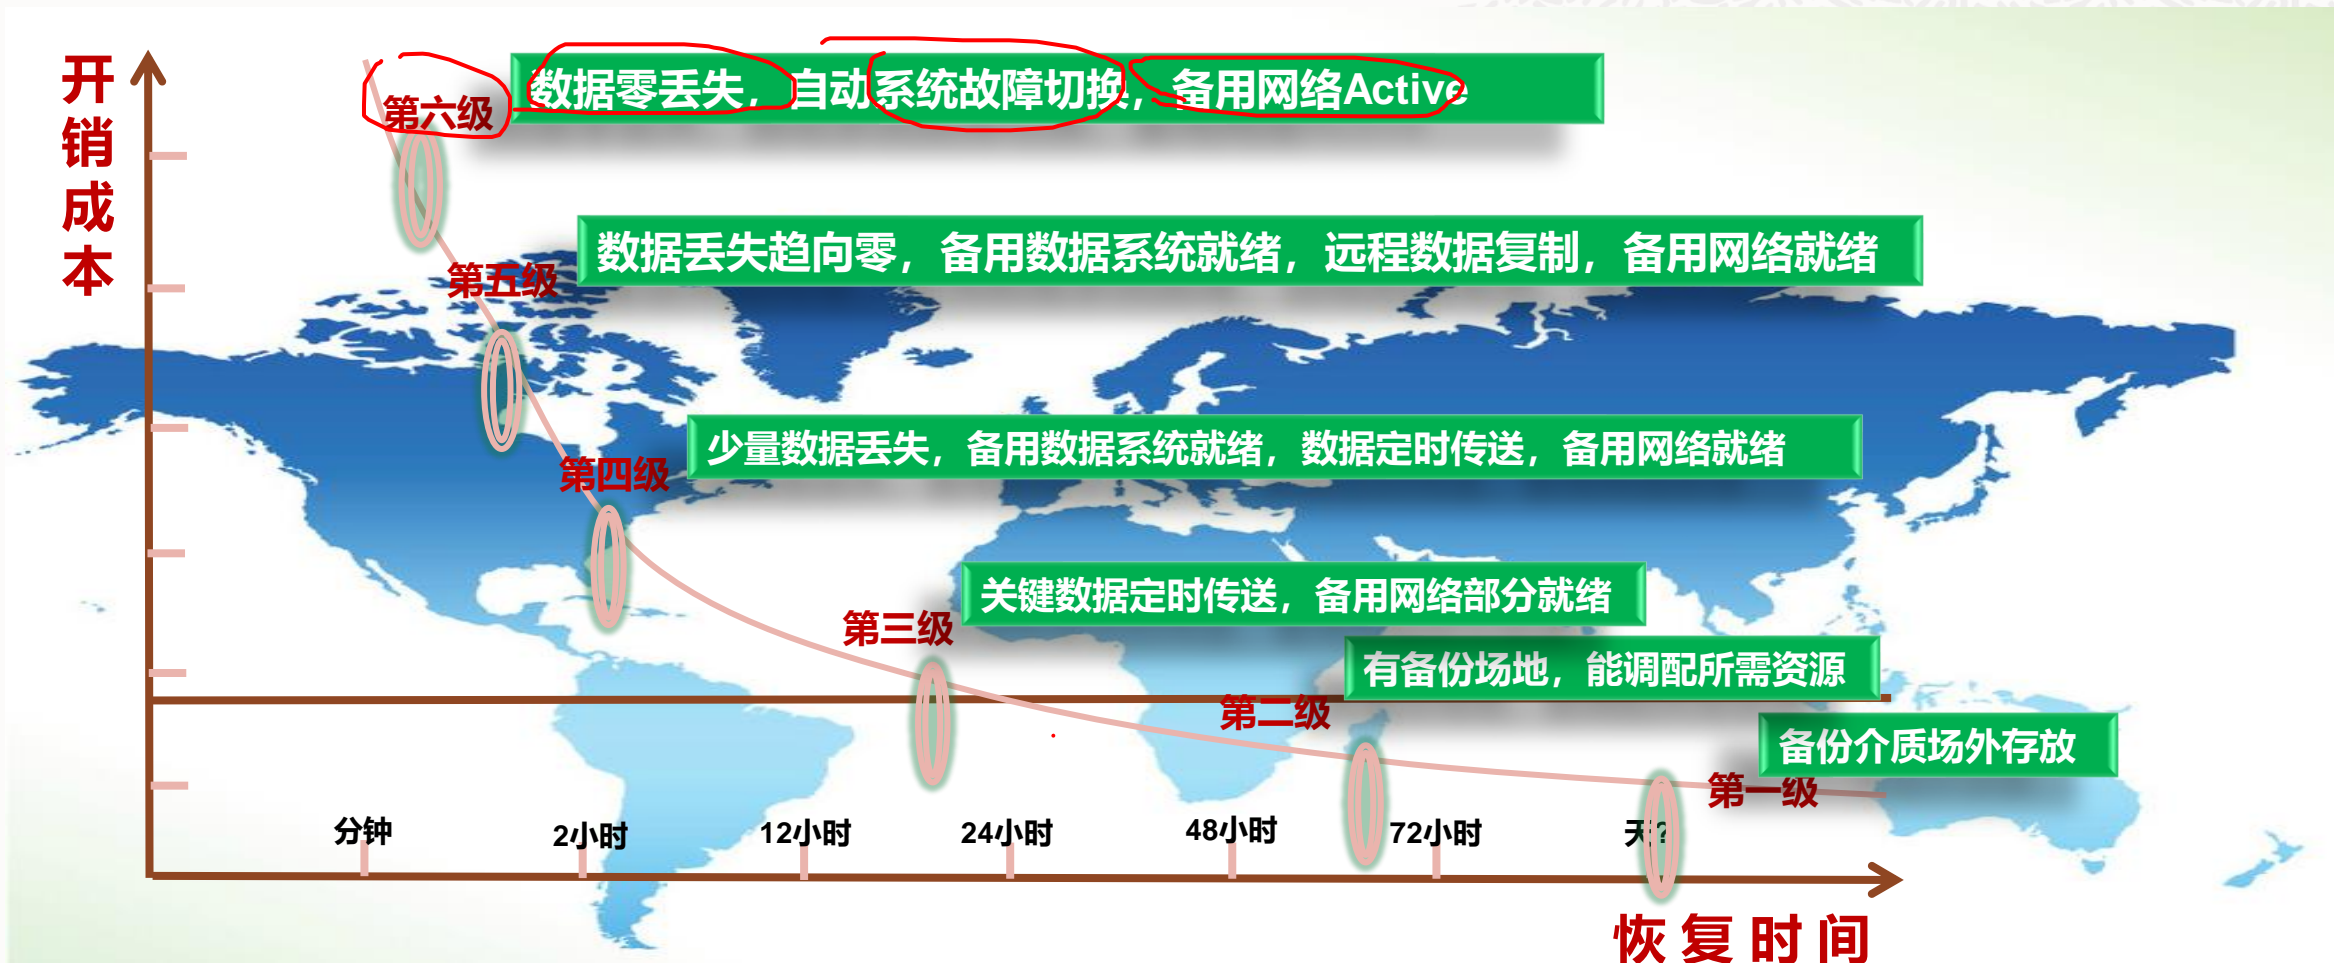 开销成本
第六级
数据零丢失，自动系统故障切换，备用网络Active
第五级
数据丢失趋向零，备用数据系统就绪，远程数据复制，备用网络就绪
第四级
少量数据丢失，备用数据系统就绪，数据定时传送，备用网络就绪
第三级
关键数据定时传送，备用网络部分就绪
第二级
有备份场地，能调配所需资源
第一级
备份介质场外存放
分钟
2小时
12小时
24小时
48小时
72小时
天?
恢复时间